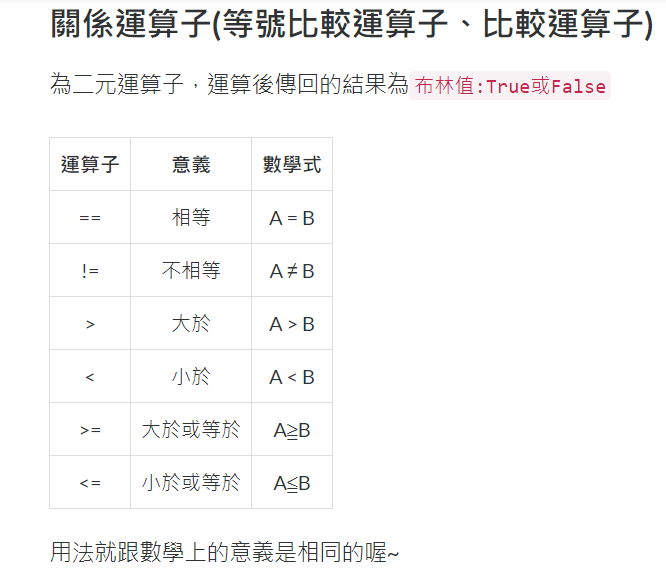 關係運算子(等號比較運算子、比較運算子)
為二元運算子，運算後傳回的結果為 布林值:True或False
運算子 意義 數學式
== 相等 A = B
!= 不相等 A ≠ B
> 大於 A > B
< 小於 A < B
>= 大於或等於 A≧B
<= 小於或等於 A≦B
用法就跟數學上的意義是相同的喔~